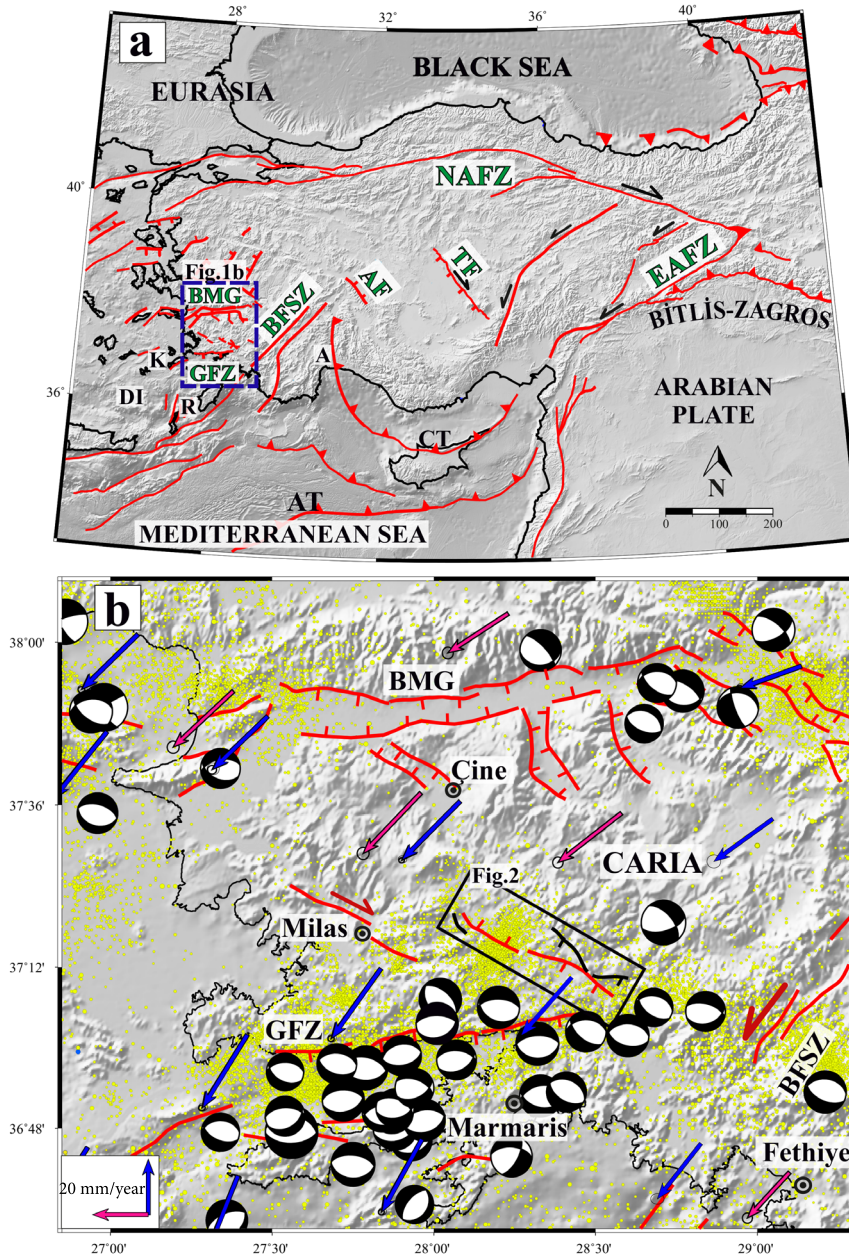 28°
32°
36°
40°
a
BLACK SEA
EURASIA
40°
NAFZ
Fig.1b
BMG
BFSZ
AF
TF
EAFZ
BİTLİS-ZAGROS
K
GFZ
A
36°
DI
R
ARABIAN
PLATE
CT
N
AT
0
100
200
MEDITERRANEAN SEA
b
38°00'
BMG
Çine
37°36'
CARIA
Fig.2
Milas
37°12'
GFZ
BFSZ
36°48'
Marmaris
Fethiye
20 mm/year
27°00'
27°30'
28°00'
28°30'
29°00'